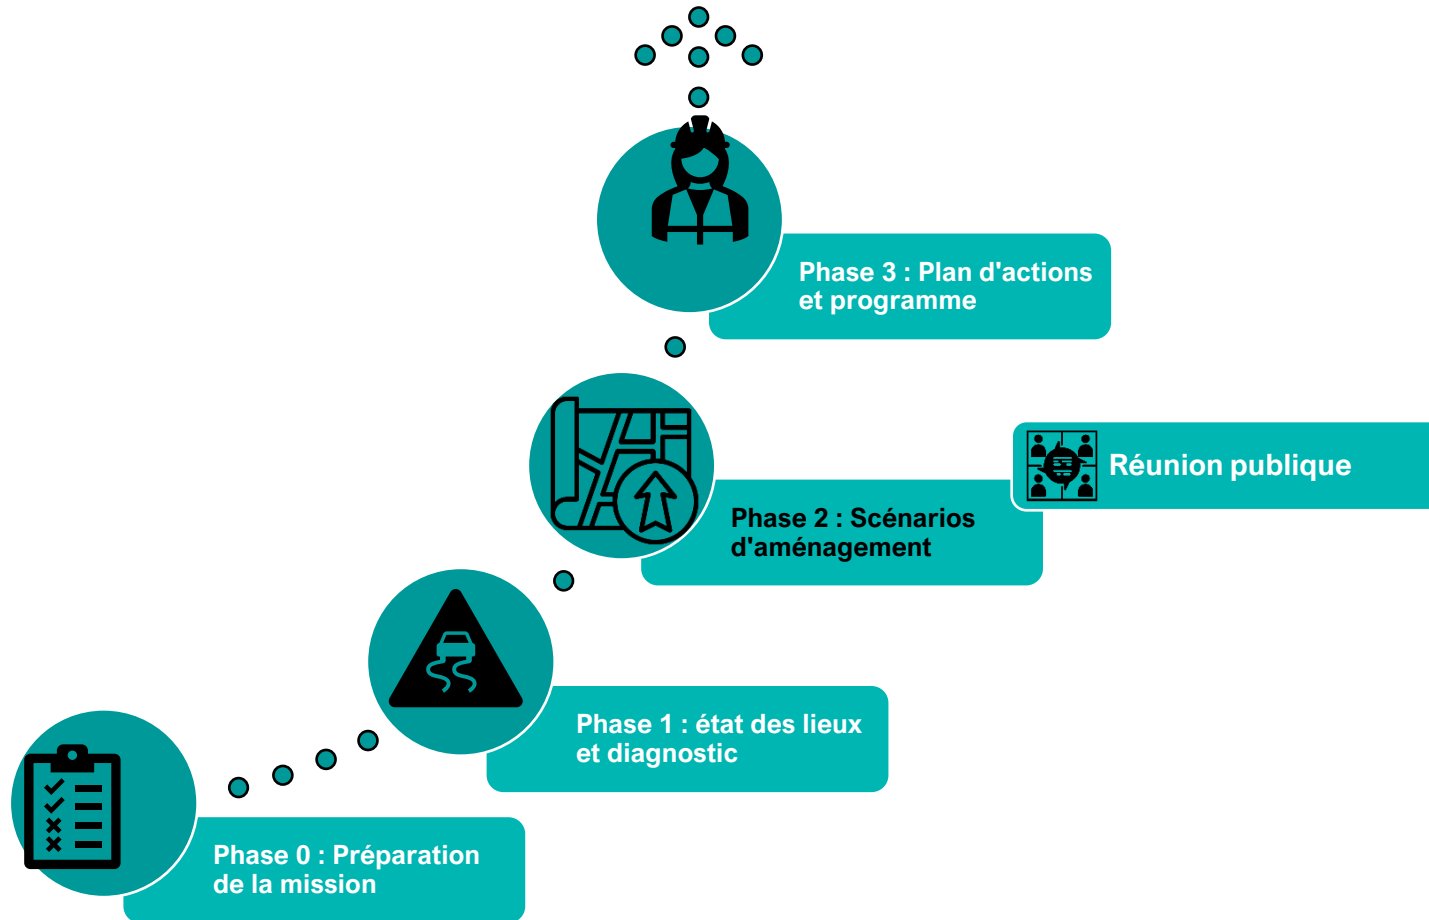 Phase 3 : Plan d'actions
et programme
Réunion publique
Phase 2 : Scénarios
d'aménagement
Phase 1 : état des lieux
et diagnostic
Phase 0 : Préparation
de la mission